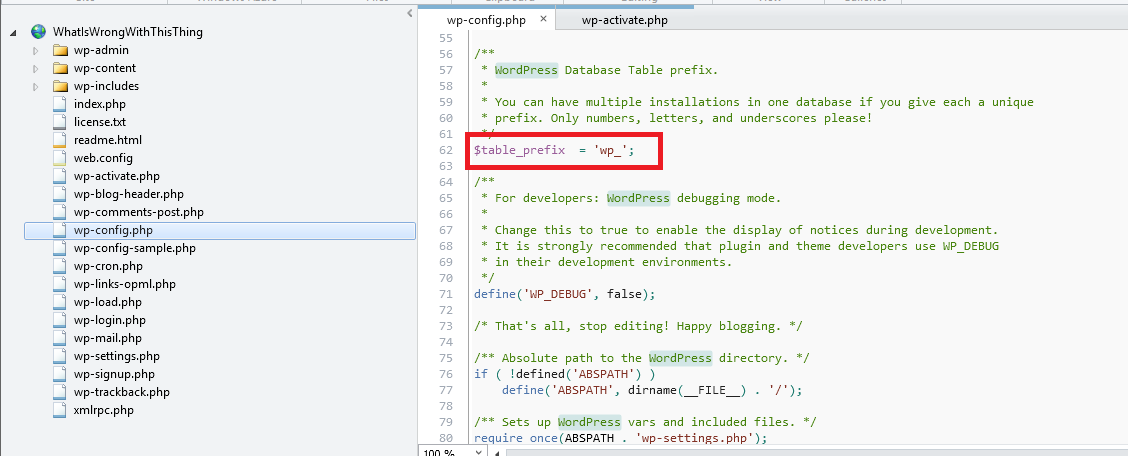 WhatIsWrongWithThisThing
wp-admin
wp-content
wp-includes
index.php
license.txt
readme.html
web.config
wp-activate.php
wp-blog-header.php
wp-comments-post.php
wp-config.php
wp-config-sample.php
wp-cron.php
wp-links-opml.php
wp-load.php
wp-login.php
wp-mail.php
wp-settings.php
wp-signup.php
wp-trackback.php
xmlrpc.php
wp-config.php × wp-activate.php
55
56 /**
57 * WordPress Database Table prefix.
58 *
59 * You can have multiple installations in one database if you give each a unique
60 * prefix. Only numbers, letters, and underscores please!
61 */
62 $table_prefix  = 'wp_';
63
64 /**
65 * For developers: WordPress debugging mode.
66 *
67 * Change this to true to enable the display of notices during development.
68 * It is strongly recommended that plugin and theme developers use WP_DEBUG
69 * in their development environments.
70 */
71 define('WP_DEBUG', false);
72
73 /* That's all, stop editing! Happy blogging. */
74
75 /** Absolute path to the WordPress directory. */
76 if ( !defined('ABSPATH') )
77 define('ABSPATH', dirname(__FILE__) . '/');
78
79 /** Sets up WordPress vars and included files. */
80 require_once(ABSPATH . 'wp-settings.php');
100 %